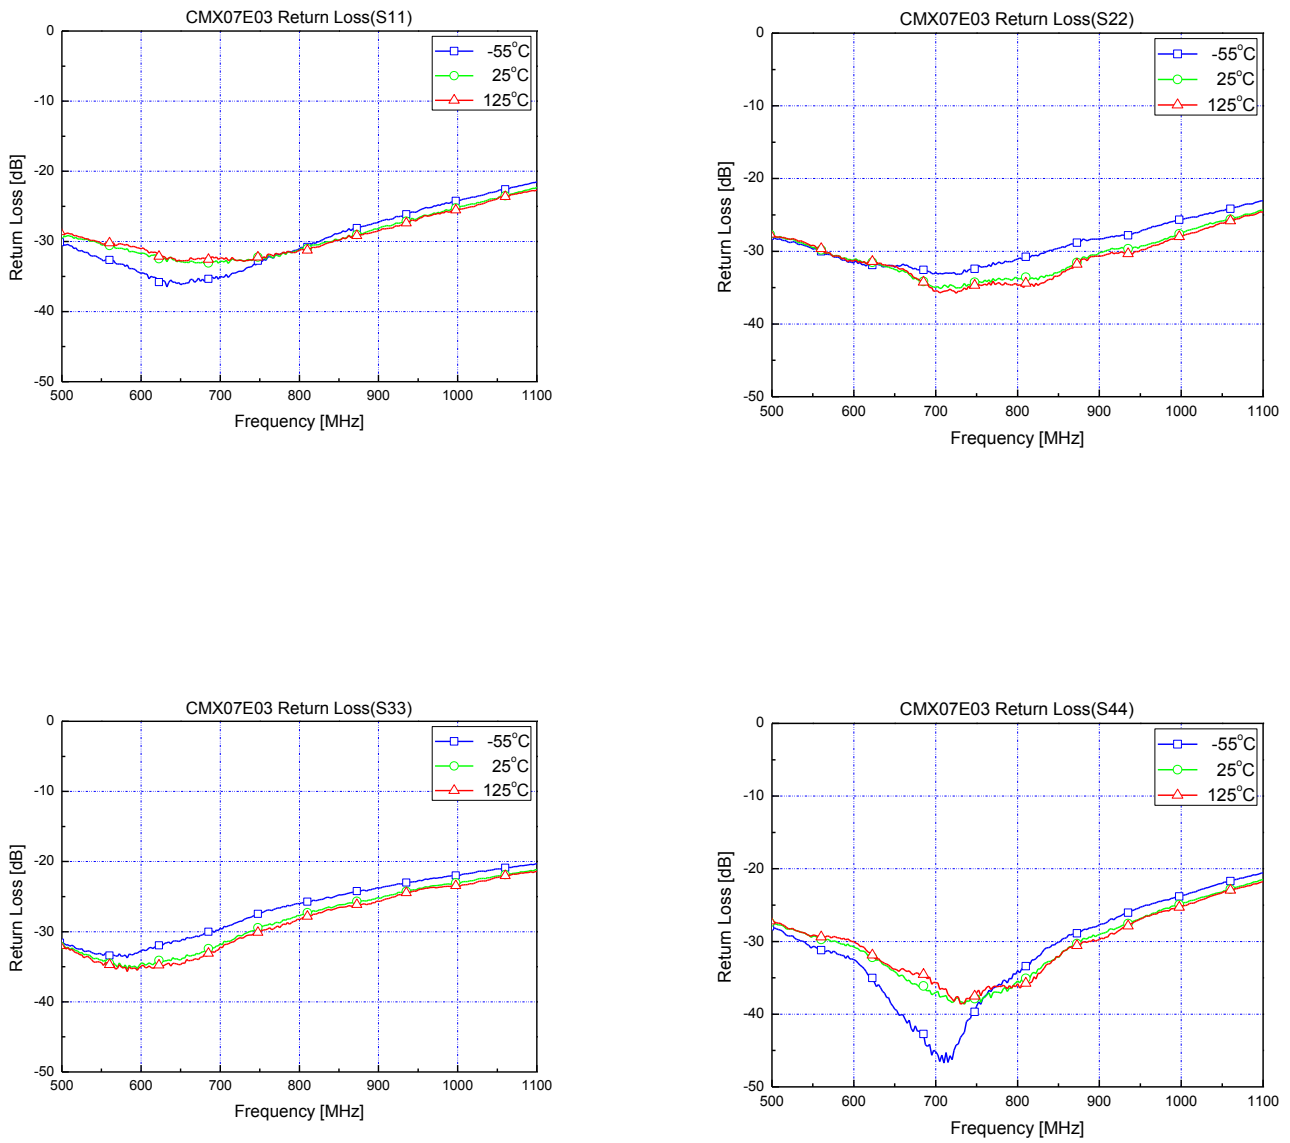 CMX07E03 Return Loss(S11)
0
-10
-20
-30
-40
-50
Return Loss [dB]
-55°C
25°C
125°C
500 600 700 800 900 1000 1100
Frequency [MHz]
CMX07E03 Return Loss(S22)
0
-10
-20
-30
-40
-50
Return Loss [dB]
-55°C
25°C
125°C
500 600 700 800 900 1000 1100
Frequency [MHz]
CMX07E03 Return Loss(S33)
0
-10
-20
-30
-40
-50
Return Loss [dB]
-55°C
25°C
125°C
500 600 700 800 900 1000 1100
Frequency [MHz]
CMX07E03 Return Loss(S44)
0
-10
-20
-30
-40
-50
Return Loss [dB]
-55°C
25°C
125°C
500 600 700 800 900 1000 1100
Frequency [MHz]